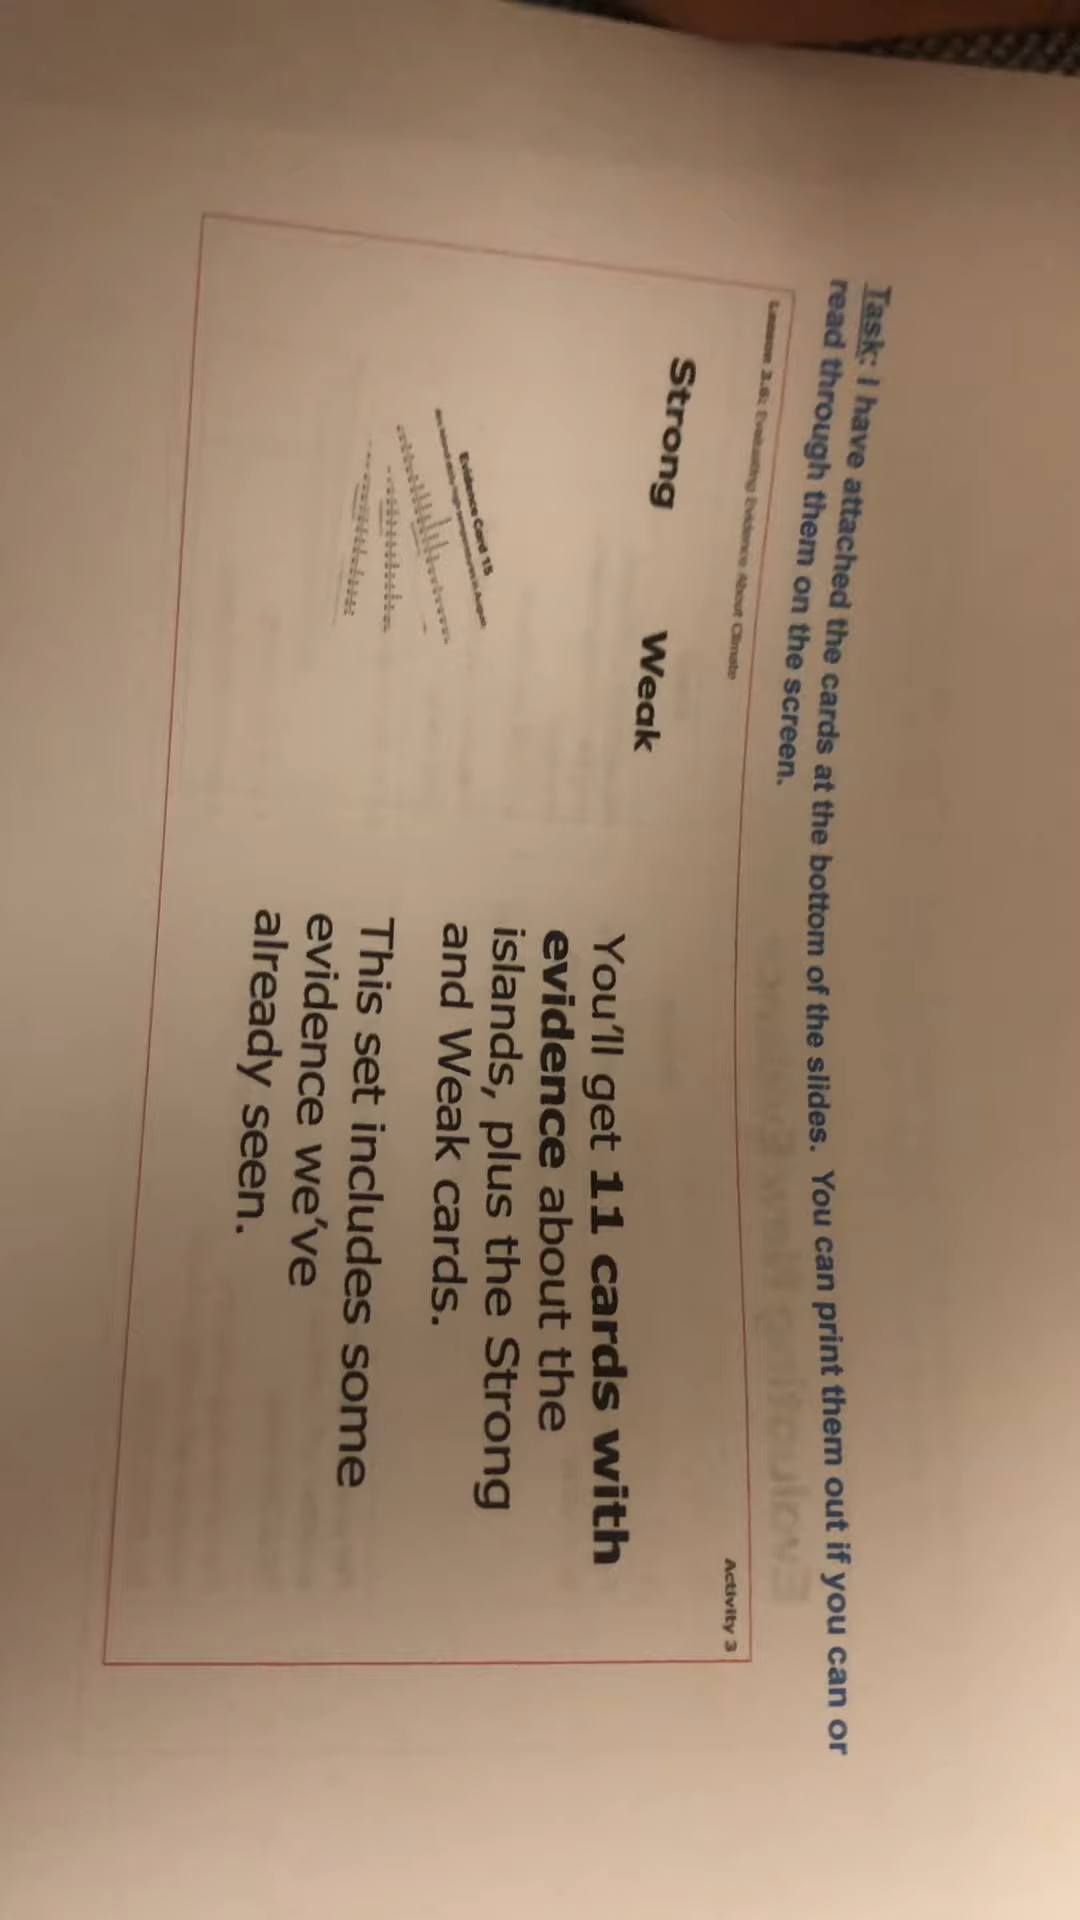 Task: I have attached the cards at the bottom of the slides. You can print them out if you can or
read through them on the screen.
Lesson 3.6: Evaluating Evidence About Climate
Activity 3
Strong Weak
Evidence Card 15
You'll get 11 cards with
evidence about the
islands, plus the Strong
and Weak cards.
This set includes some
evidence we've
already seen.